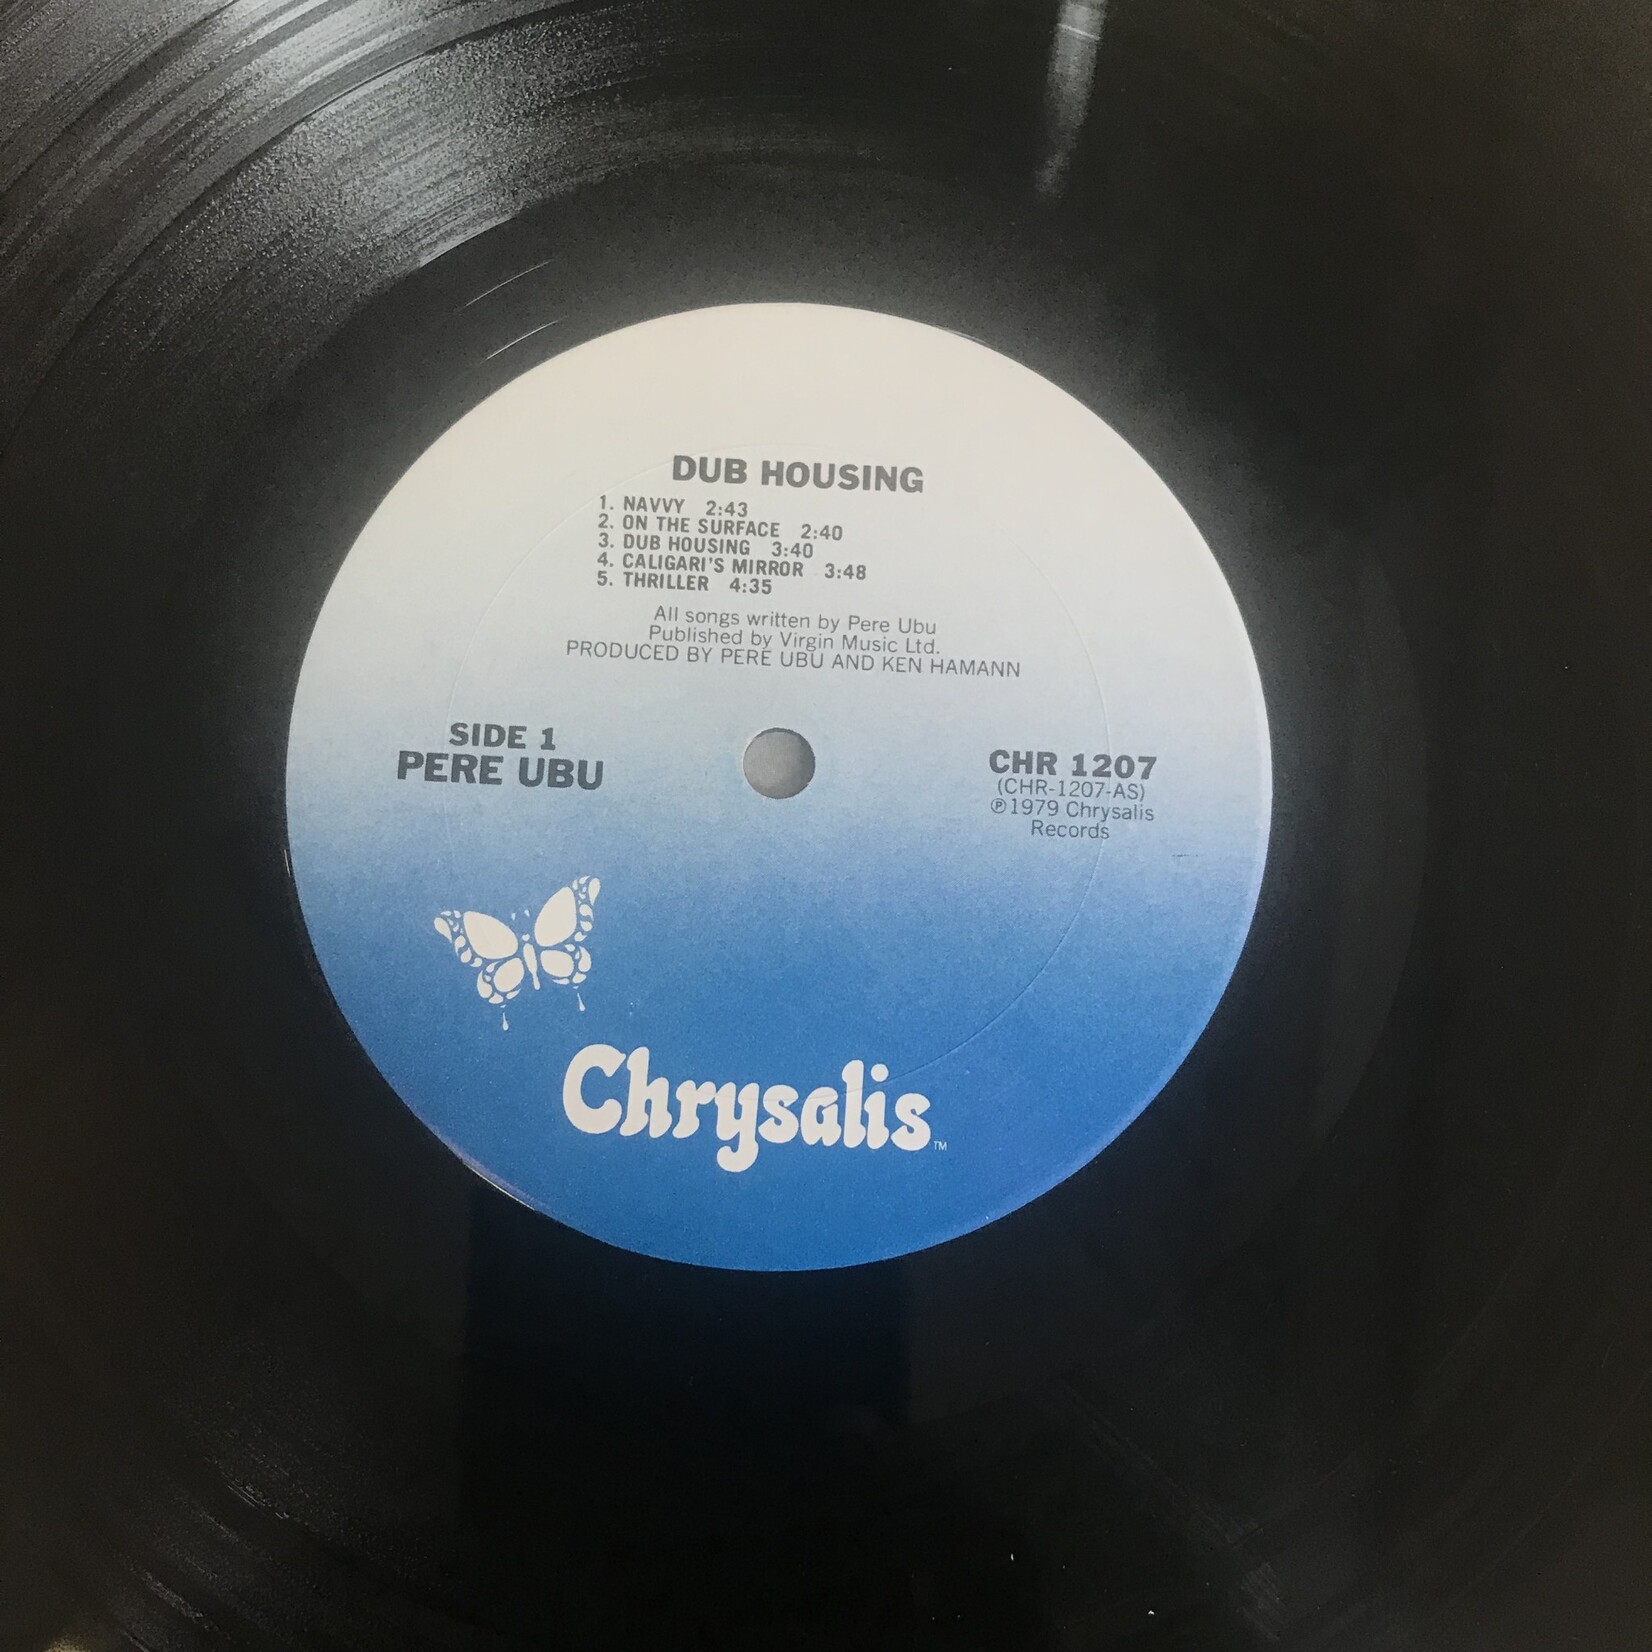 DUB HOUSING
1. NAVVY 2:43
2. ON THE SURFACE 2:40
3. DUB HOUSING 3:40
4. CALIGARI'S MIRROR 3:48
5. THRILLER 4:35
All songs written by Pere Ubu
Published by Virgin Music Ltd.
PRODUCED BY PERE UBU AND KEN HAMANN
SIDE 1
PERE UBU
CHR 1207
(CHR-1207-AS)
℗1979 Chrysalis
Records
Chrysalis™